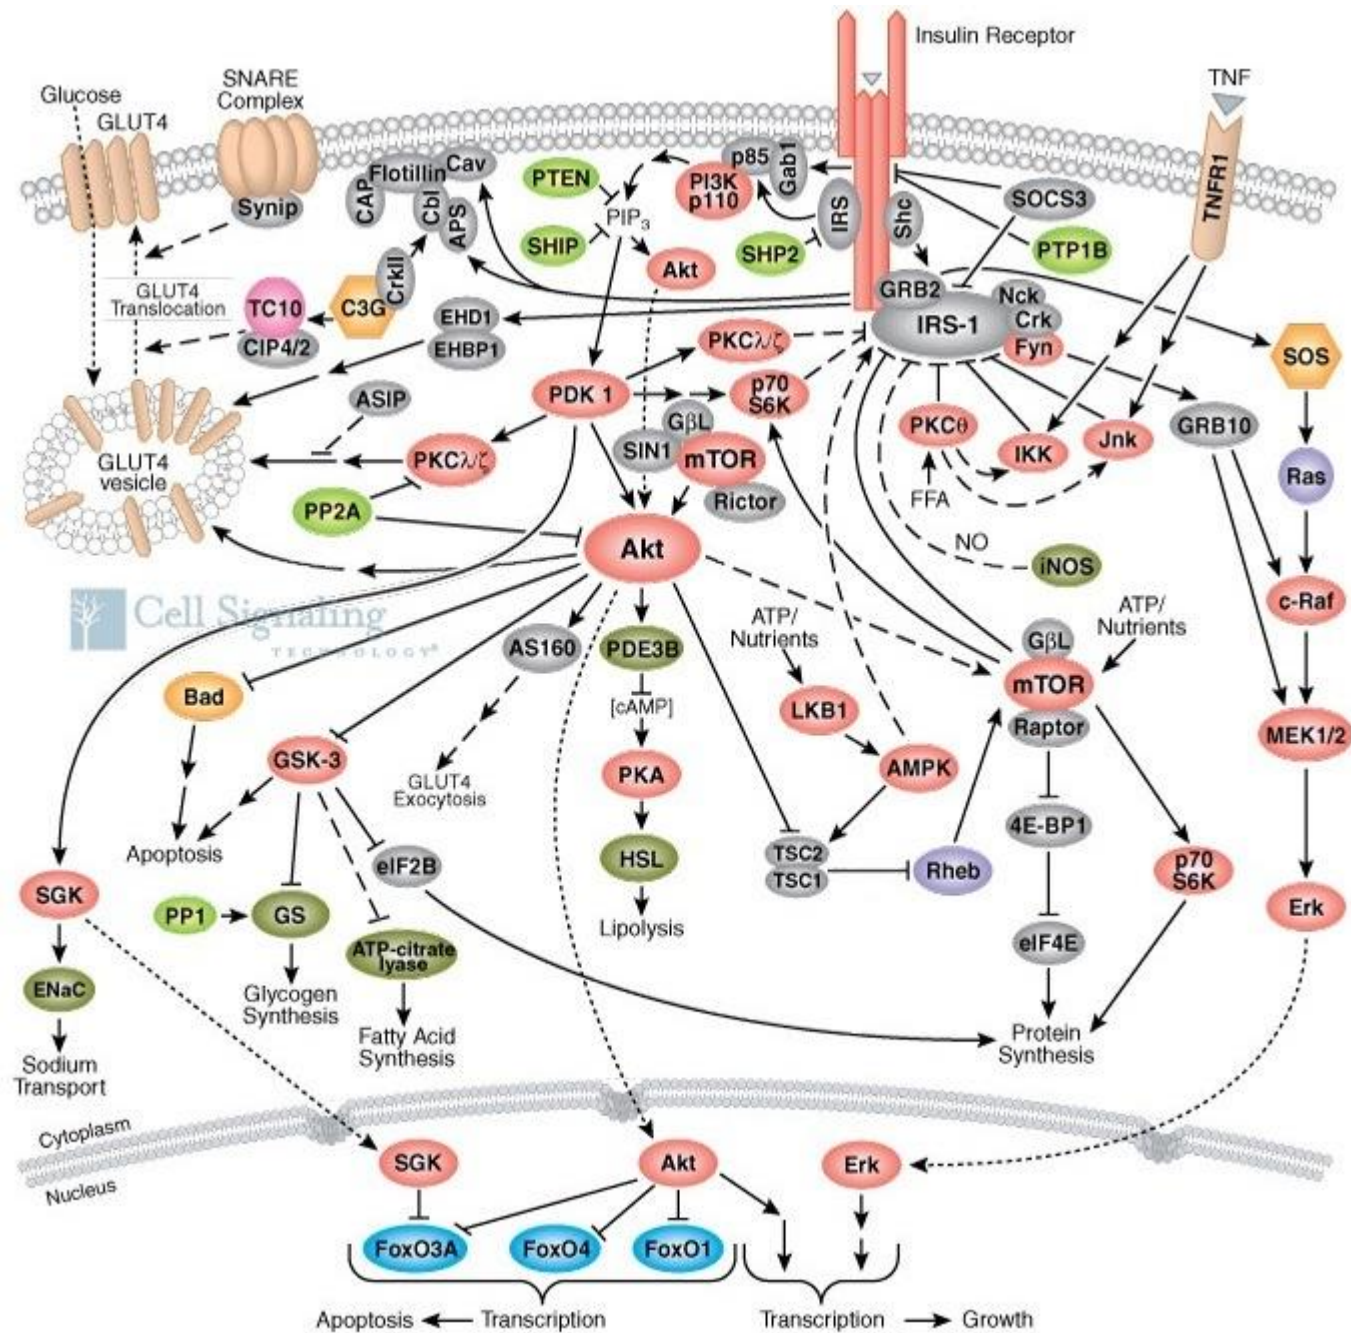 Insulin Receptor
TNF
SNARE
Complex
Glucose
GLUT4
TNFR1
Synip
CAP
Flotillin
Cav
Cbl
APS
CrkII
PTEN
SHIP
PIP3
PI3K
p110
p85
Gab1
SHP2
IRS
Shc
SOCS3
PTP1B
Akt
GLUT4
Translocation
TC10
C3G
CIP4/2
EHD1
EHBP1
GRB2
IRS-1
Nck
Crk
Fyn
SOS
PKCλ/ζ
PDK 1
p70
S6K
ASIP
GβL
SIN1
mTOR
Rictor
PKCθ
IKK
Jnk
GRB10
FFA
Ras
GLUT4
vesicle
PKCλ/ζ
PP2A
Akt
NO
iNOS
c-Raf
Cell Signaling
TECHNOLOGY®
AS160
PDE3B
ATP/
Nutrients
GβL
mTOR
Raptor
ATP/
Nutrients
Bad
[cAMP]
LKB1
MEK1/2
GSK-3
GLUT4
Exocytosis
PKA
AMPK
Apoptosis
eIF2B
HSL
TSC2
TSC1
Rheb
4E-BP1
p70
S6K
SGK
PP1
GS
Lipolysis
Erk
ATP-citrate
lyase
eIF4E
ENaC
Glycogen
Synthesis
Fatty Acid
Synthesis
Protein
Synthesis
Sodium
Transport
Cytoplasm
Nucleus
SGK
Akt
Erk
FoxO3A
FoxO4
FoxO1
Apoptosis
Transcription
Transcription
Growth